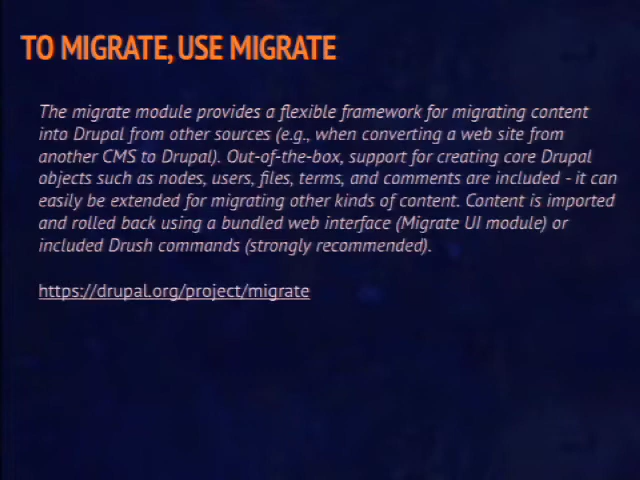 TO MIGRATE, USE MIGRATE
The migrate module provides a flexible framework for migrating content
into Drupal from other sources (e.g., when converting a web site from
another CMS to Drupal). Out-of-the-box, support for creating core Drupal
objects such as nodes, users, files, terms, and comments are included - it can
easily be extended for migrating other kinds of content. Content is imported
and rolled back using a bundled web interface (Migrate UI module) or
included Drush commands (strongly recommended).
https://drupal.org/project/migrate